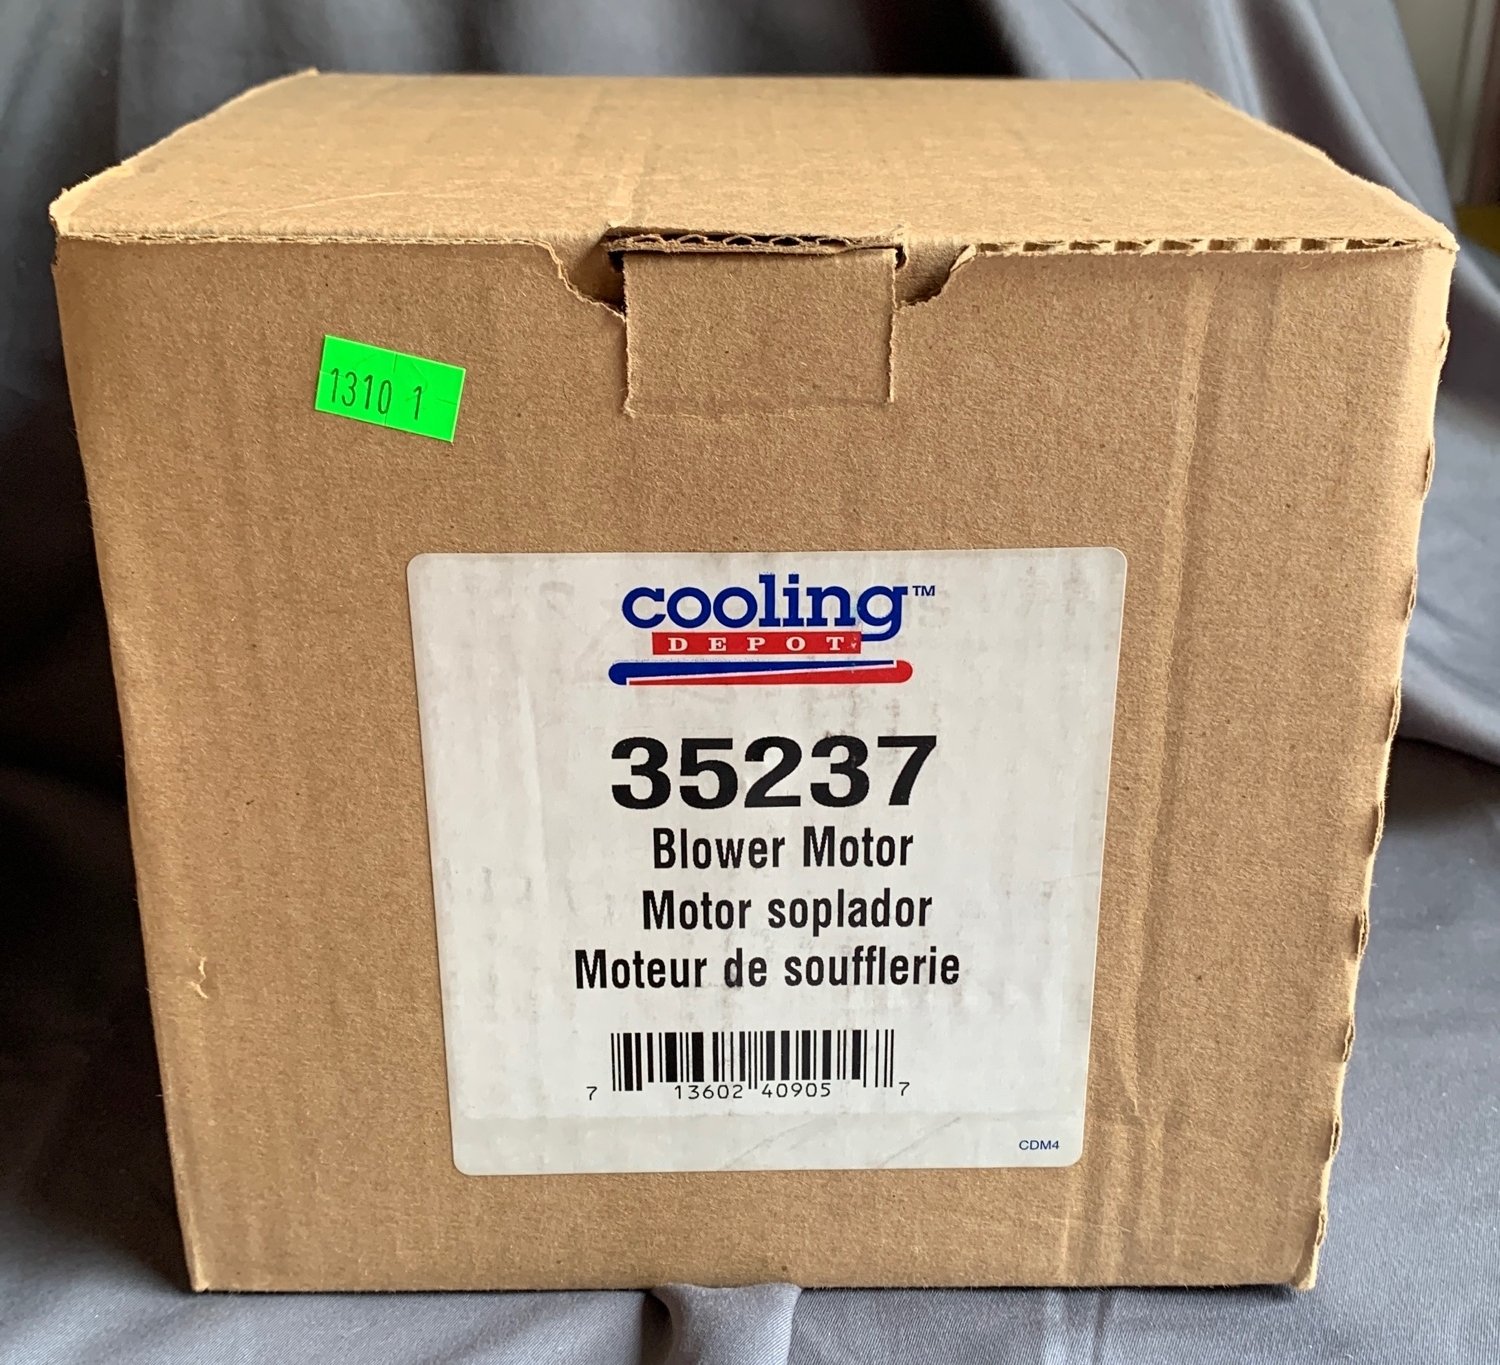 1310 1
cooling™
DEPOT
35237
Blower Motor
Motor soplador
Moteur de soufflerie
7 13602 40905 7
CDM4